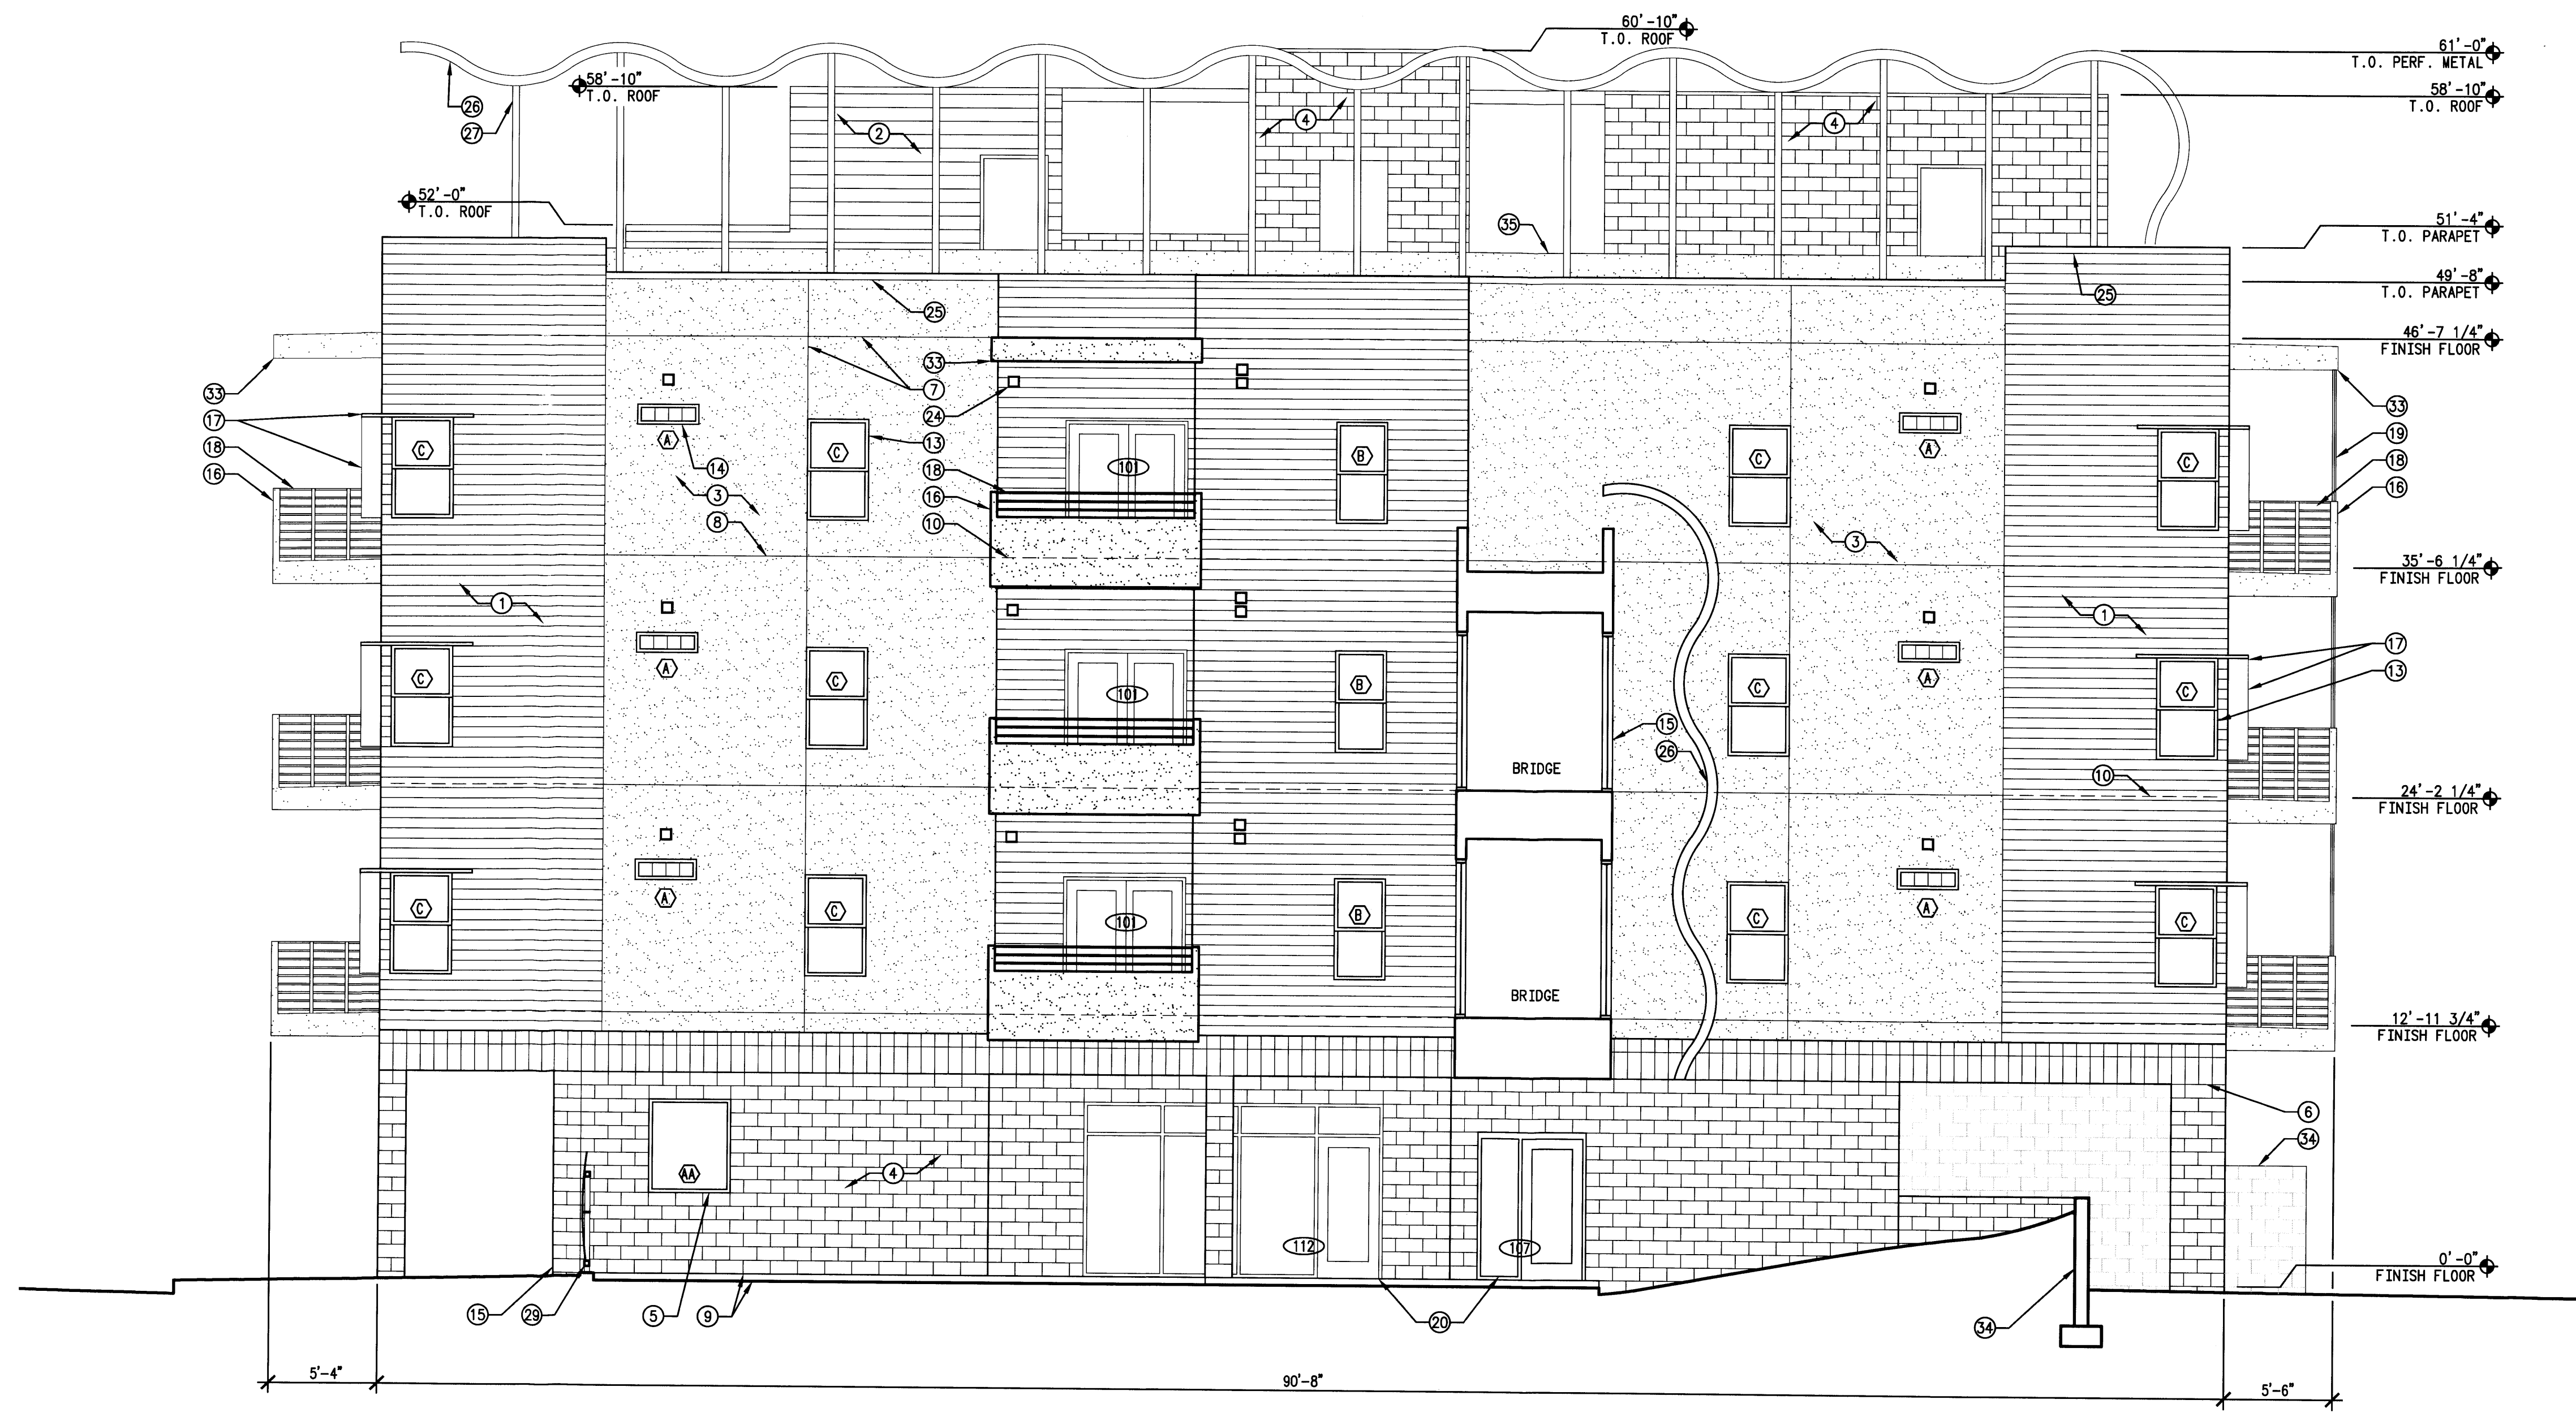 60'-10"
T.O. ROOF
61'-0"
T.O. PERF. METAL
58'-10"
T.O. ROOF
58'-10"
T.O. ROOF
26
27
2
4
4
52'-0"
T.O. ROOF
35
51'-4"
T.O. PARAPET
49'-8"
T.O. PARAPET
25
25
46'-7 1/4"
FINISH FLOOR
33
33
7
24
33
17
13
19
18
16
18
16
14
3
8
18
16
10
18
16
C
A
C
101
B
C
A
C
3
35'-6 1/4"
FINISH FLOOR
1
1
17
13
C
A
C
101
B
C
A
C
15
26
BRIDGE
10
24'-2 1/4"
FINISH FLOOR
C
A
C
101
B
C
A
C
BRIDGE
12'-11 3/4"
FINISH FLOOR
6
34
AA
4
112
107
0'-0"
FINISH FLOOR
15
29
5
9
20
34
5'-4"
90'-8"
5'-6"